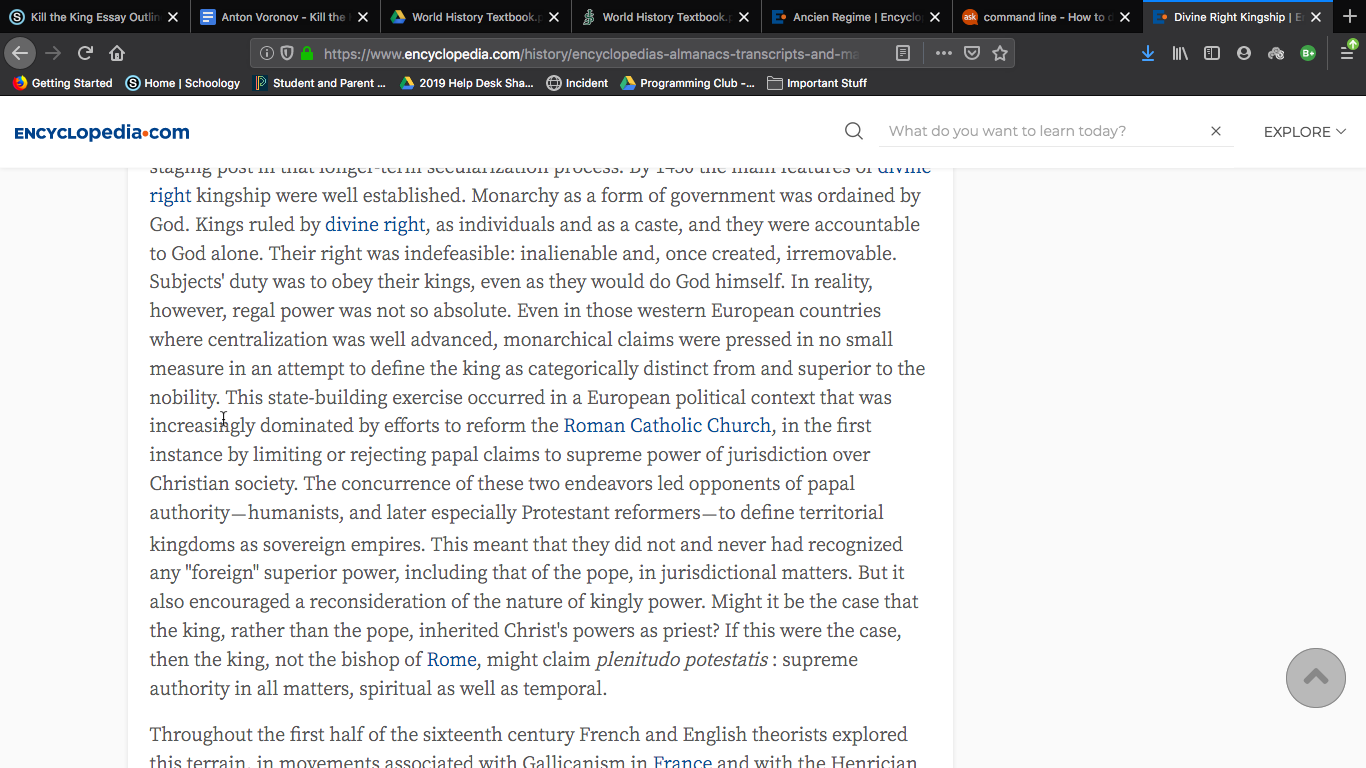 Kill the King Essay Outlin
Anton Voronov - Kill the
World History Textbook.p
World History Textbook.p
Ancien Regime | Encyclo
ask
command line - How to d
Divine Right Kingship | E
https://www.encyclopedia.com/history/encyclopedias-almanacs-transcripts-and-ma
Getting Started
Home | Schoology
Student and Parent ...
2019 Help Desk Sha...
Incident
Programming Club -...
Important Stuff
B+
ENCYCLOpedia.com
What do you want to learn today?
EXPLORE
staging post in that longer-term secularization process. By 1450 the main features of divine
right kingship were well established. Monarchy as a form of government was ordained by
God. Kings ruled by divine right, as individuals and as a caste, and they were accountable
to God alone. Their right was indefeasible: inalienable and, once created, irremovable.
Subjects' duty was to obey their kings, even as they would do God himself. In reality,
however, regal power was not so absolute. Even in those western European countries
where centralization was well advanced, monarchical claims were pressed in no small
measure in an attempt to define the king as categorically distinct from and superior to the
nobility. This state-building exercise occurred in a European political context that was
increasingly dominated by efforts to reform the Roman Catholic Church, in the first
instance by limiting or rejecting papal claims to supreme power of jurisdiction over
Christian society. The concurrence of these two endeavors led opponents of papal
authority—humanists, and later especially Protestant reformers—to define territorial
kingdoms as sovereign empires. This meant that they did not and never had recognized
any "foreign" superior power, including that of the pope, in jurisdictional matters. But it
also encouraged a reconsideration of the nature of kingly power. Might it be the case that
the king, rather than the pope, inherited Christ's powers as priest? If this were the case,
then the king, not the bishop of Rome, might claim plenitudo potestatis : supreme
authority in all matters, spiritual as well as temporal.
Throughout the first half of the sixteenth century French and English theorists explored
this terrain, in movements associated with Gallicanism in France and with the Henrician